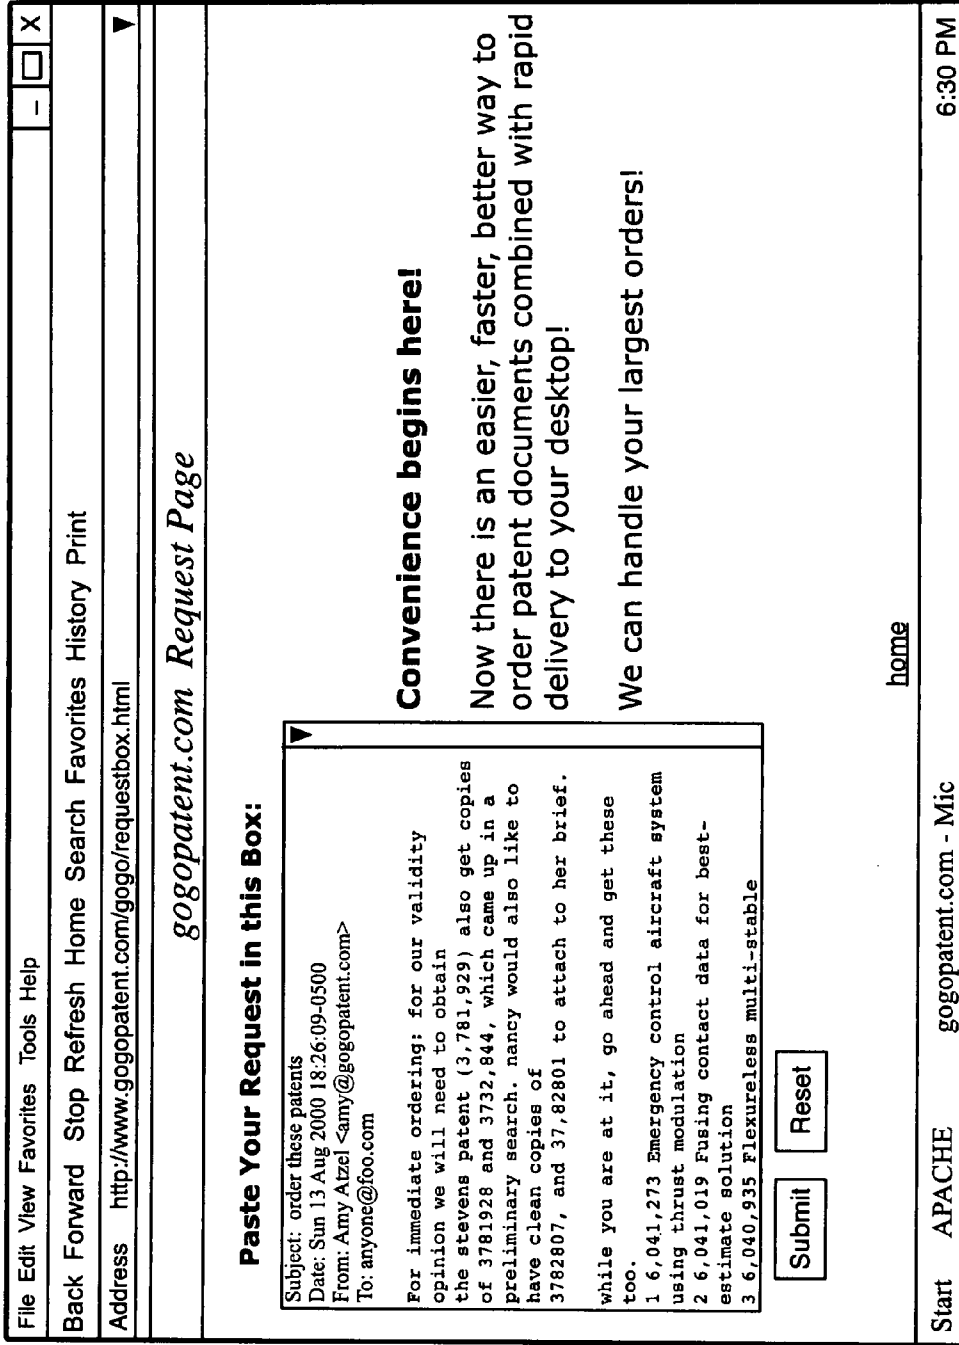 File Edit View Favorites Tools Help
– X
Back Forward Stop Refresh Home Search Favorites History Print
Address http://www.gogopatent.com/gogo/requestbox.html
gogopatent.com Request Page
Paste Your Request in this Box:
Subject: order these patents
Date: Sun 13 Aug 2000 18:26:09-0500
From: Amy Atzel <amy@gogopatent.com>
To: anyone@foo.com
For immediate ordering; for our validity
opinion we will need to obtain
the stevens patent (3,781,929) also get copies
of 3781928 and 3732,844, which came up in a
preliminary search. nancy would also like to
have clean copies of
3782807, and 37,82801 to attach to her brief.
while you are at it, go ahead and get these
too.
1 6,041,273 Emergency control aircraft system
using thrust modulation
2 6,041,019 Fusing contact data for best-
estimate solution
3 6,040,935 Flexureless multi-stable
Submit Reset
Convenience begins here!
Now there is an easier, faster, better way to
order patent documents combined with rapid
delivery to your desktop!
We can handle your largest orders!
home
Start APACHE gogopatent.com - Mic 6:30 PM